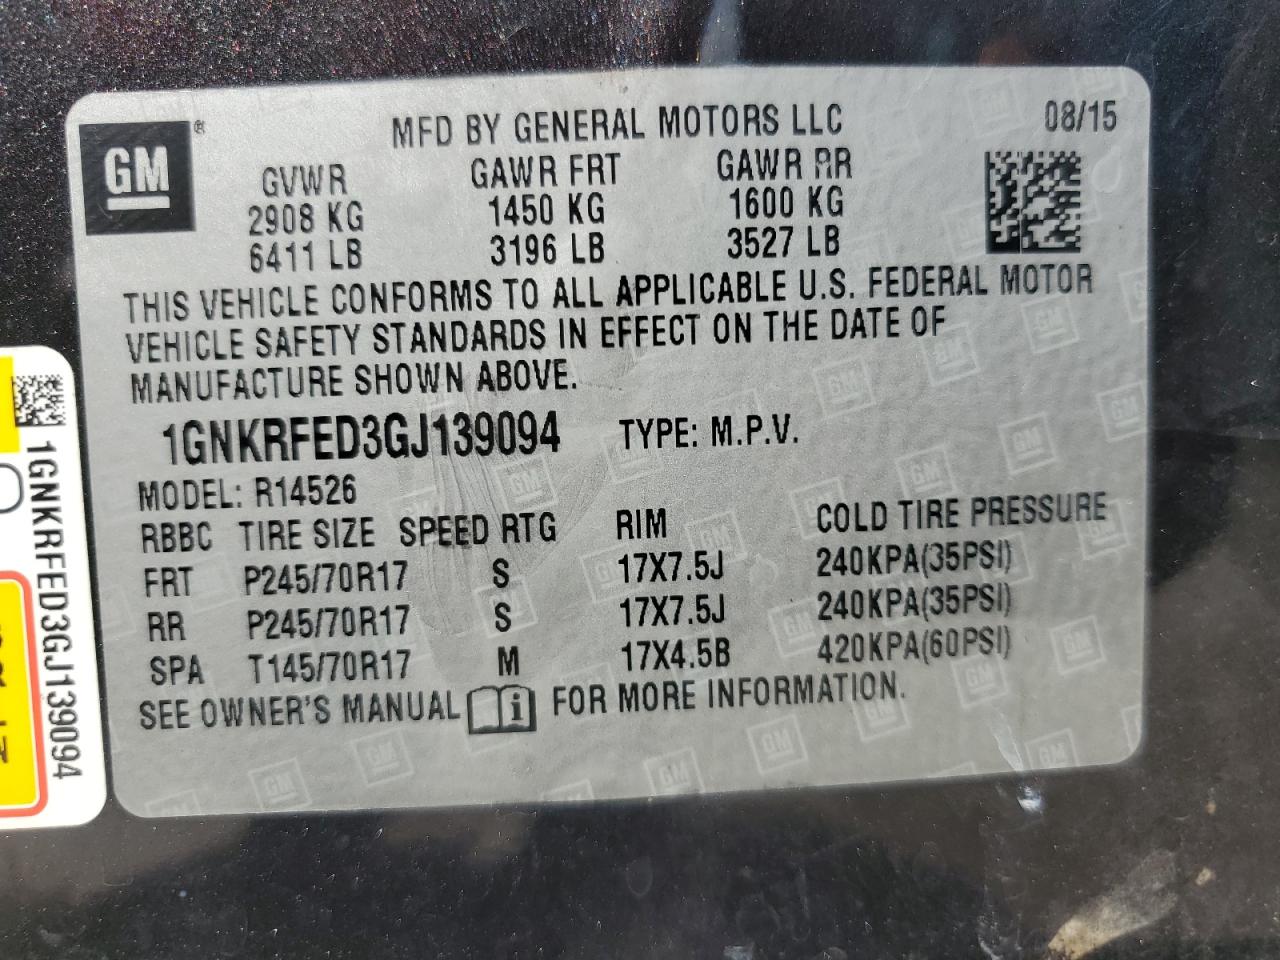 GM ®
MFD BY GENERAL MOTORS LLC 08/15
GVWR GAWR FRT GAWR RR
2908 KG 1450 KG 1600 KG
6411 LB 3196 LB 3527 LB
THIS VEHICLE CONFORMS TO ALL APPLICABLE U.S. FEDERAL MOTOR
VEHICLE SAFETY STANDARDS IN EFFECT ON THE DATE OF
MANUFACTURE SHOWN ABOVE.
1GNKRFED3GJ139094 TYPE: M.P.V.
MODEL: R14526
RBBC TIRE SIZE SPEED RTG RIM COLD TIRE PRESSURE
FRT P245/70R17 S 17X7.5J 240KPA(35PSI)
RR P245/70R17 S 17X7.5J 240KPA(35PSI)
SPA T145/70R17 M 17X4.5B 420KPA(60PSI)
SEE OWNER'S MANUAL i FOR MORE INFORMATION.
1GNKRFED3GJ139094